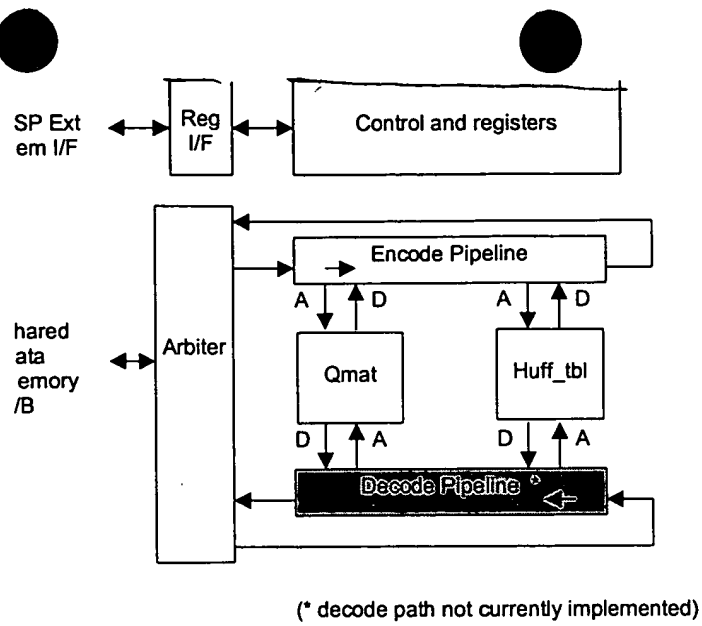 SP Ext
em I/F
Reg
I/F
Control and registers
Encode Pipeline
A
D
A
D
hared
ata
emory
/B
Arbiter
Qmat
Huff_tbl
D
A
D
A
Decode Pipeline *
(* decode path not currently implemented)